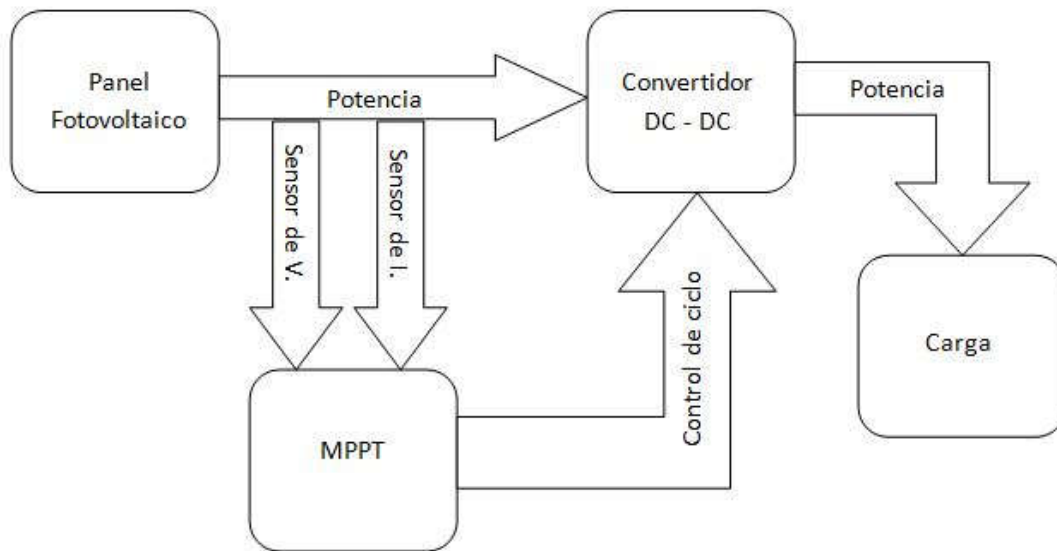 Panel
Fotovoltaico
Potencia
Convertidor
DC - DC
Potencia
Sensor de V.
Sensor de I.
Control de ciclo
Carga
MPPT